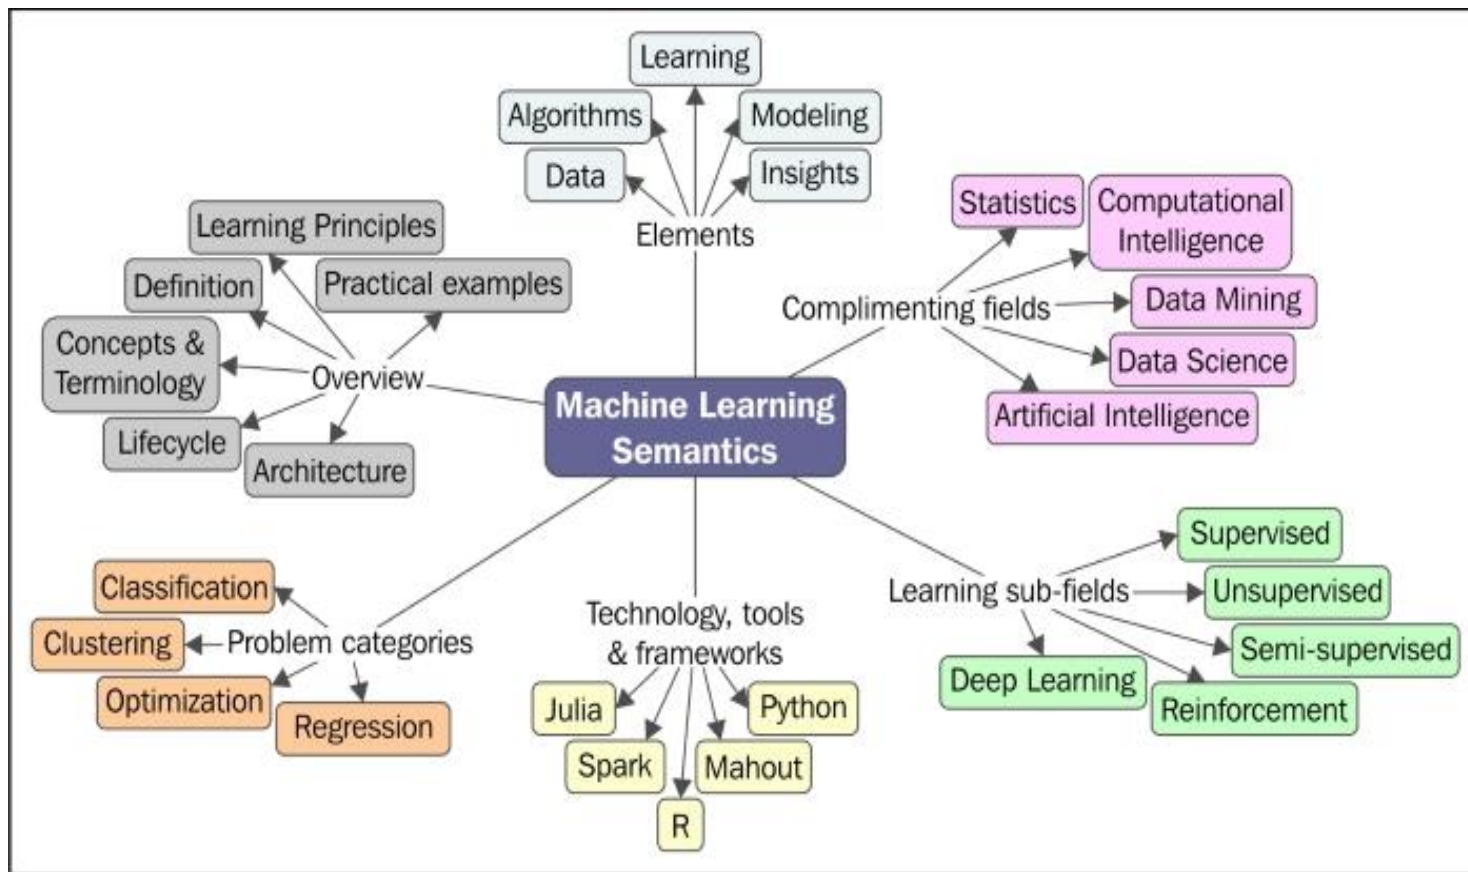 Learning
Algorithms
Modeling
Data
Insights
Elements
Statistics
Computational
Intelligence
Complimenting fields
Data Mining
Data Science
Artificial Intelligence
Learning Principles
Definition
Practical examples
Concepts &
Terminology
Overview
Lifecycle
Architecture
Machine Learning
Semantics
Classification
Clustering
Problem categories
Optimization
Regression
Technology, tools
& frameworks
Julia
Python
Spark
Mahout
R
Learning sub-fields
Supervised
Unsupervised
Semi-supervised
Deep Learning
Reinforcement